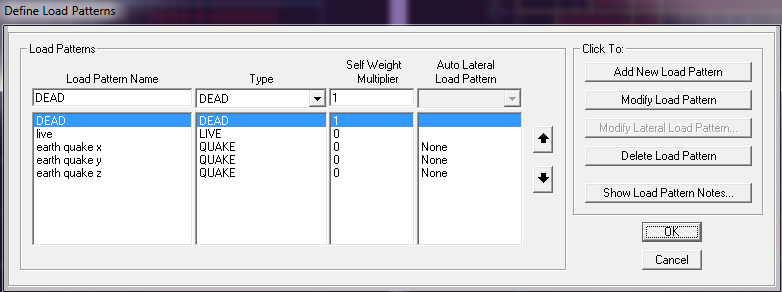 Define Load Patterns
Load Patterns
Load Pattern Name
Type
Self Weight
Multiplier
Auto Lateral
Load Pattern
DEAD
DEAD
1
DEAD DEAD 1
live LIVE 0
earth quake x QUAKE 0 None
earth quake y QUAKE 0 None
earth quake z QUAKE 0 None
Click To:
Add New Load Pattern
Modify Load Pattern
Modify Lateral Load Pattern...
Delete Load Pattern
Show Load Pattern Notes...
OK
Cancel